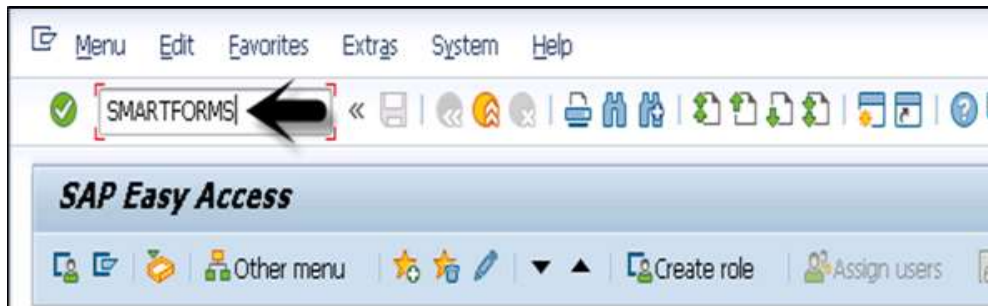 Menu Edit Favorites Extras System Help
SMARTFORMS
SAP Easy Access
Other menu Create role Assign users